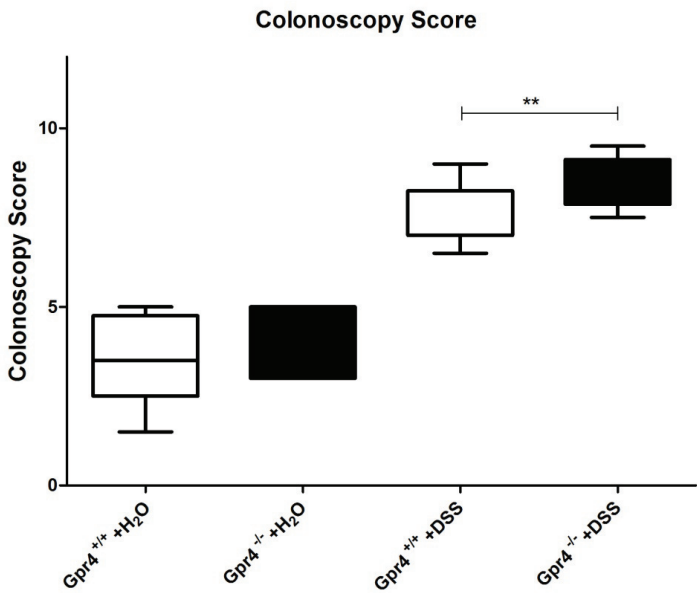 Colonoscopy Score
Colonoscopy Score
10
5
0
**
Gpr4 +/+ +H₂O
Gpr4 -/- +H₂O
Gpr4 +/+ +DSS
Gpr4 -/- +DSS